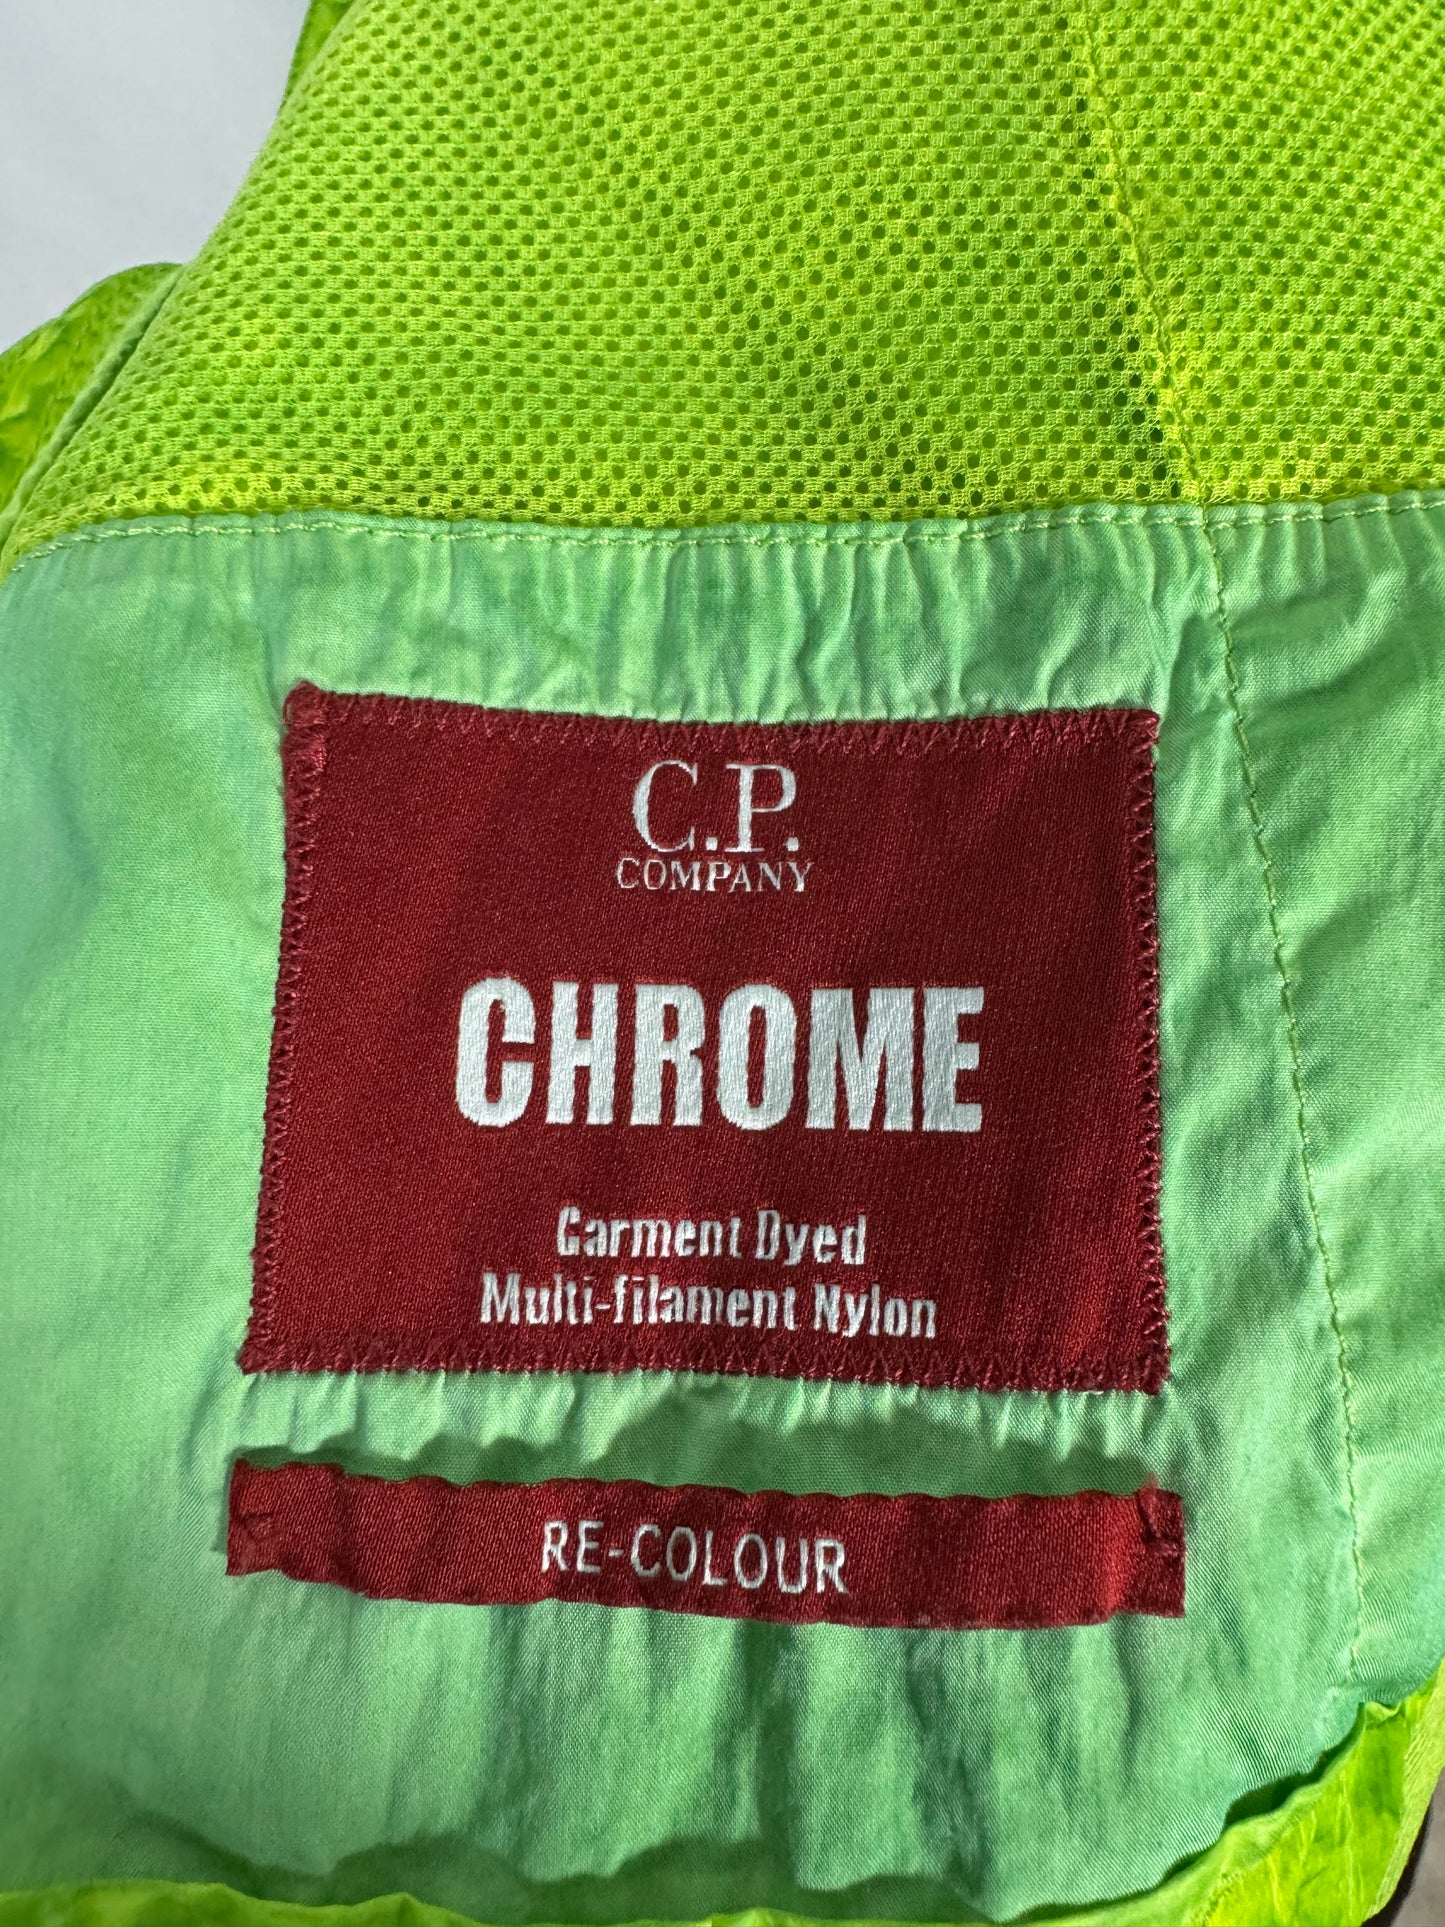 C.P.
COMPANY
CHROME
Garment Dyed
Multi-filament Nylon
RE-COLOUR